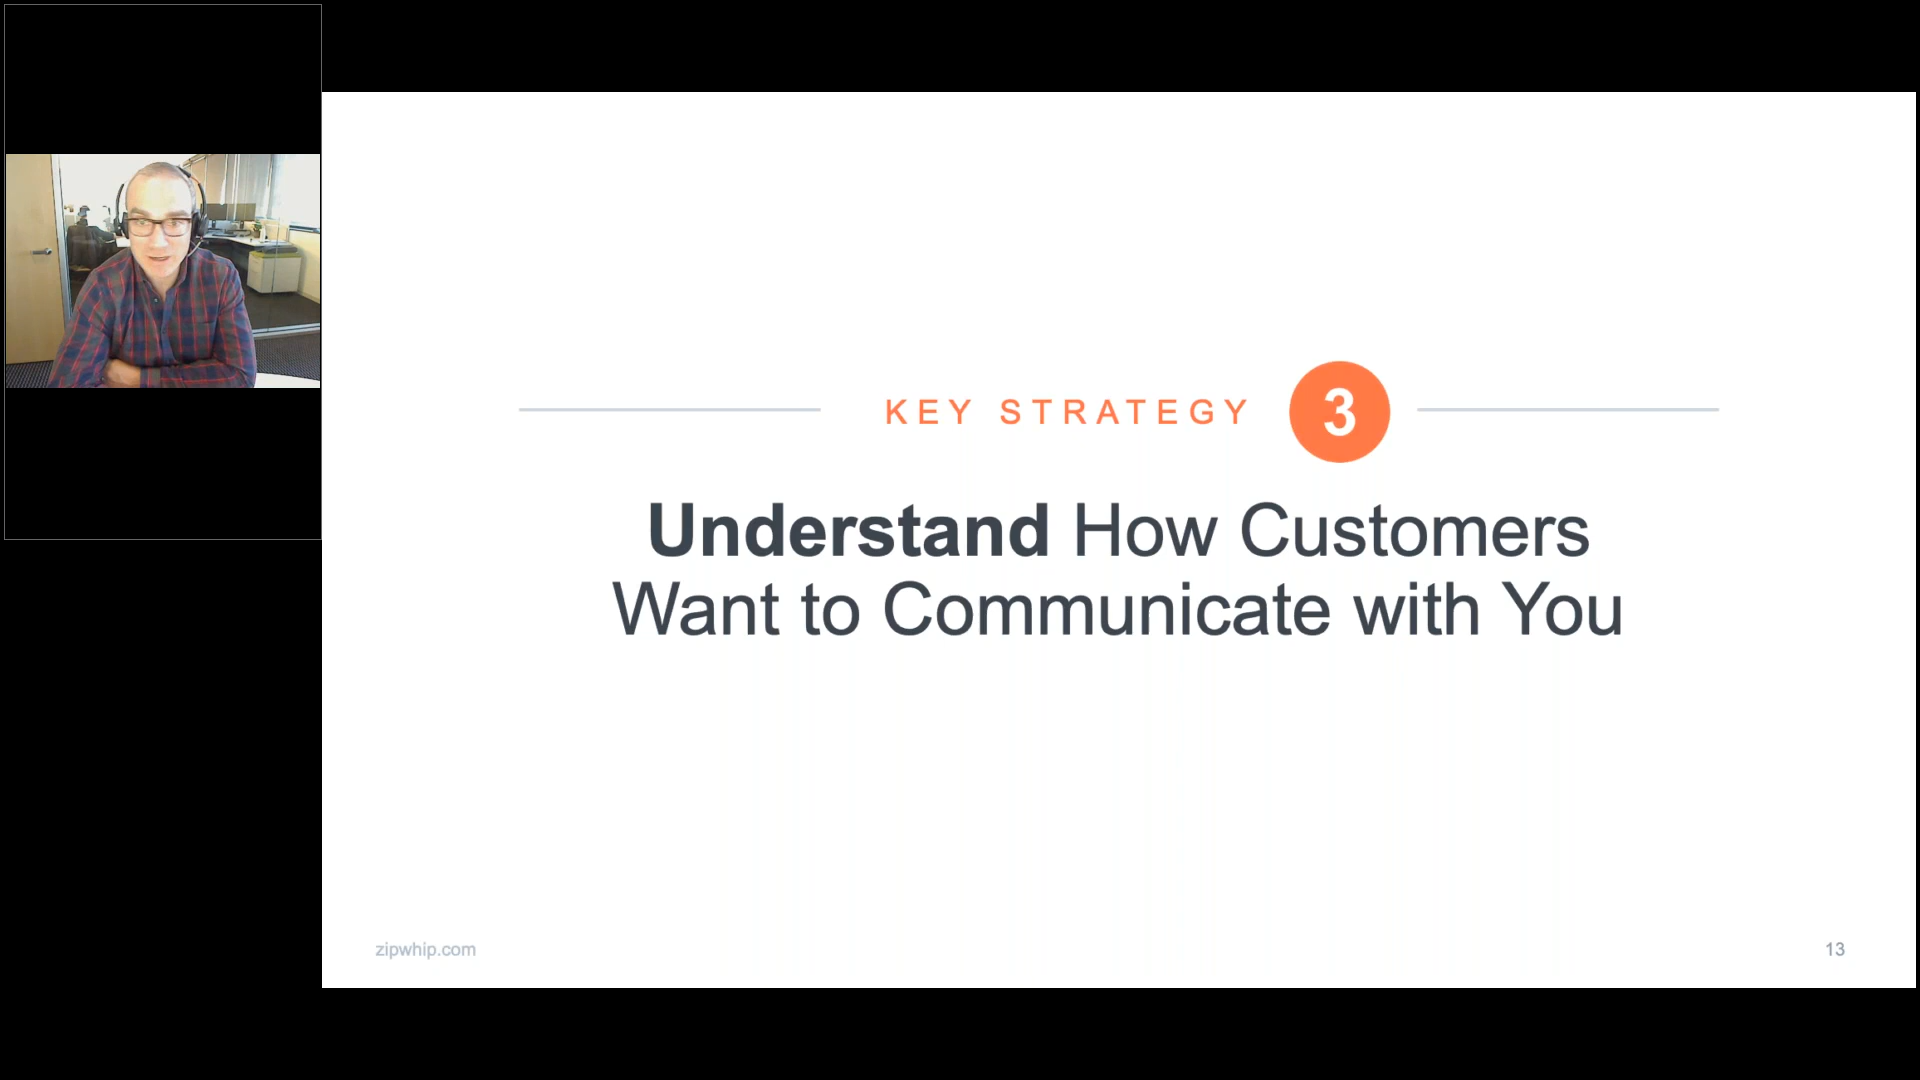 KEY STRATEGY 3
Understand How Customers
Want to Communicate with You
zipwhip.com
13